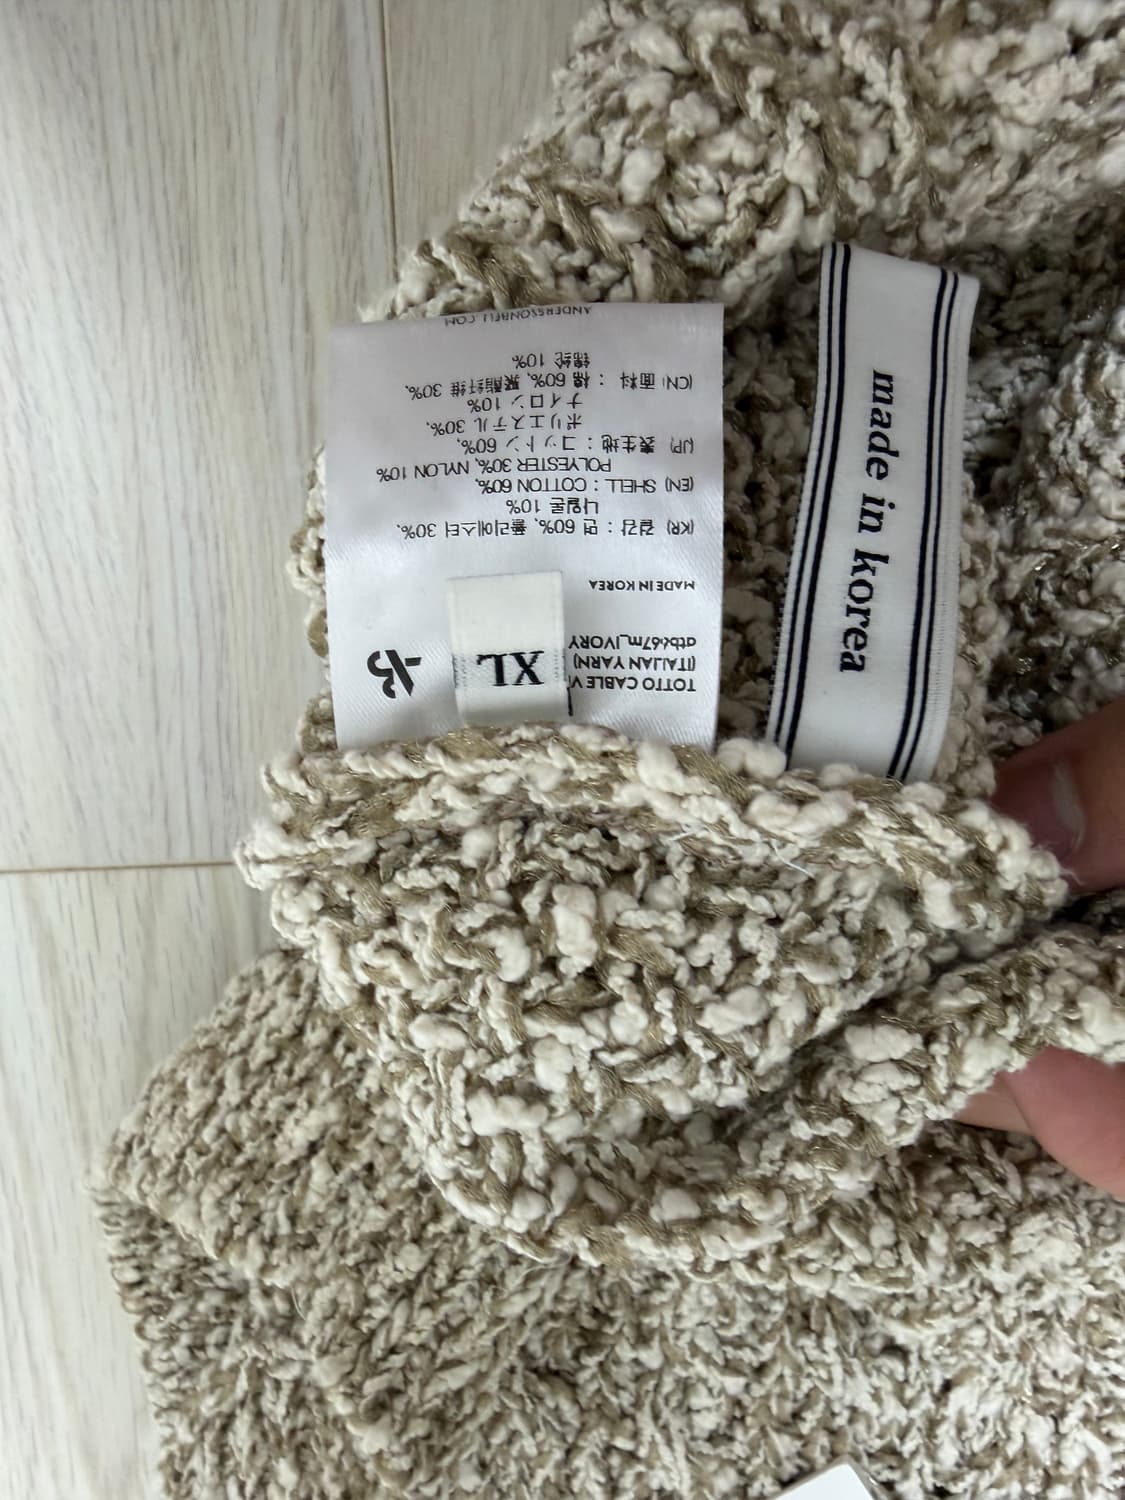 TOTTO CABLE
(ITALIAN YARN)
atb667m_IVORY
XL
MADE IN KOREA
(KR) 겉감 : 면 60%, 폴리에스터 30%,
나일론 10%
(EN) SHELL : COTTON 60%,
POLYESTER 30%, NYLON 10%
(JP) 表生地 : コットン 60%,
ポリエステル 30%,
ナイロン 10%
(CN) 面料 : 棉 60%, 聚酯纤维 30%,
锦纶 10%
ANDERSSONBELL.COM
made in korea